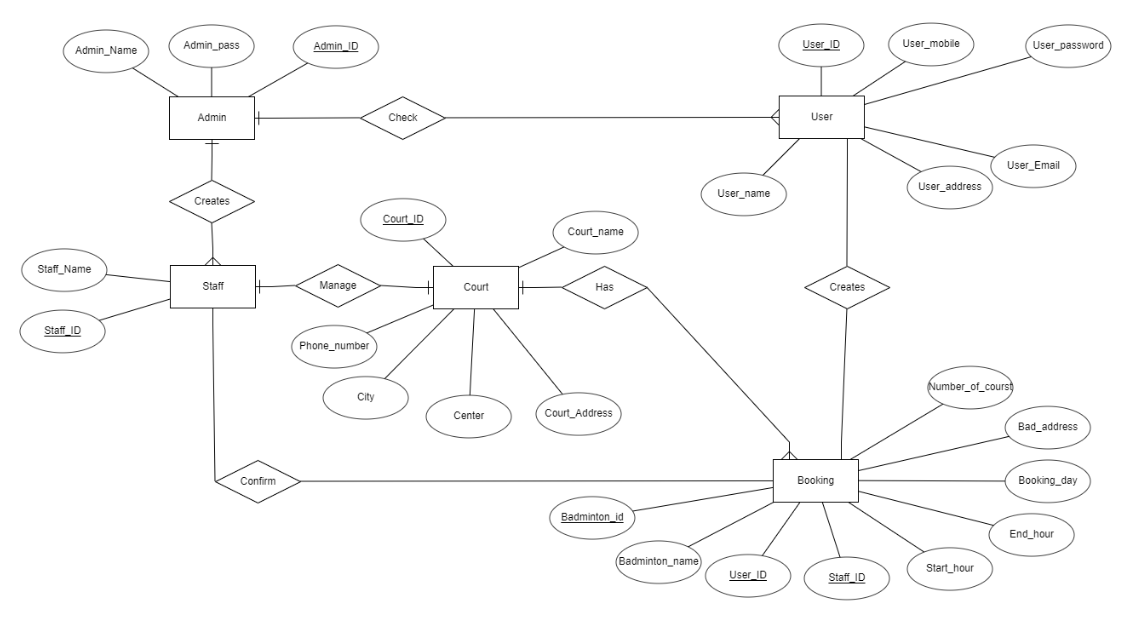 Admin_Name
Admin_pass
Admin_ID
User_ID
User_mobile
User_password
Admin
Check
User
User_name
User_address
User_Email
Creates
Court_ID
Court_name
Staff_Name
Staff
Staff_ID
Manage
Court
Has
Creates
Phone_number
City
Center
Court_Address
Number_of_courst
Bad_address
Confirm
Booking
Booking_day
Badminton_id
End_hour
Badminton_name
User_ID
Staff_ID
Start_hour